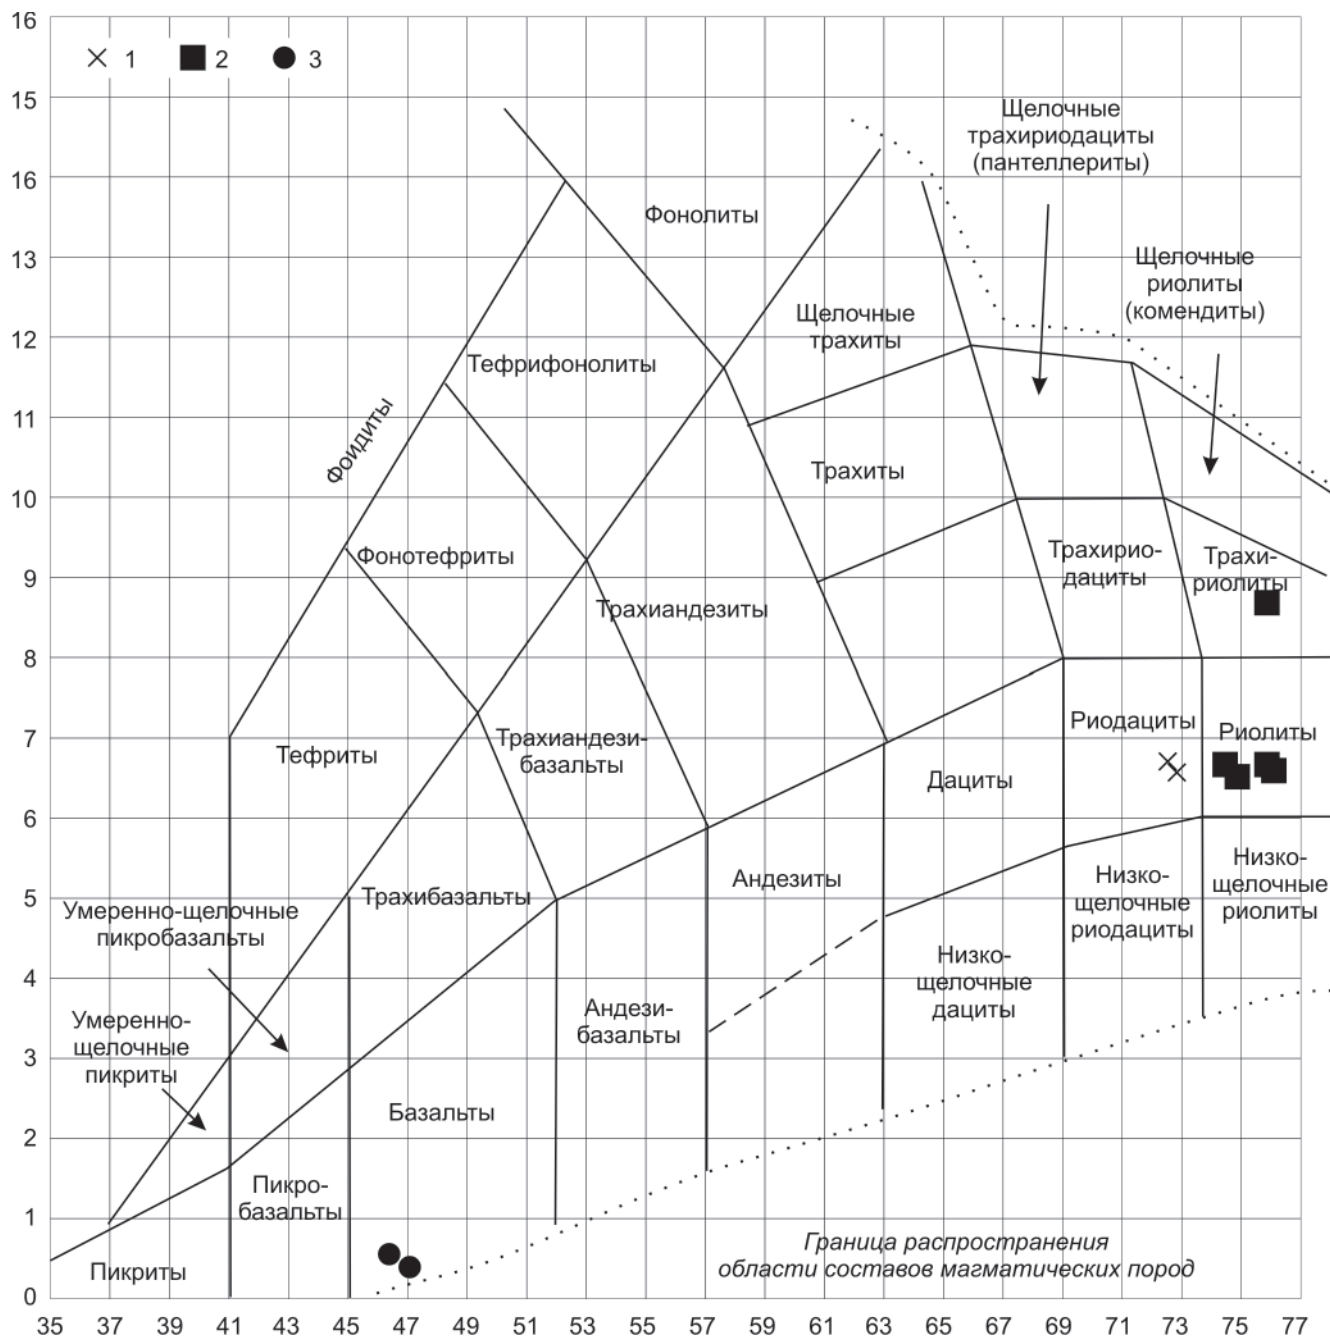 16
15
16
13
12
11
10
9
8
7
6
5
4
3
2
1
0
1 2 3
Щелочные
трахириодациты
(пантеллериты)
Фонолиты
Щелочные
риолиты
(комендиты)
Щелочные
трахиты
Тефрифонолиты
Фоидиты
Трахиты
Фонотефриты
Трахирио-
дациты
Трахи-
риолиты
Трахиандезиты
Риодациты
Риолиты
Тефриты
Трахиандези-
базальты
Дациты
Трахибазальты
Андезиты
Низко-
щелочные
риодациты
Низко-
щелочные
риолиты
Умеренно-щелочные
пикробазальты
Низко-
щелочные
дациты
Андези-
базальты
Умеренно-
щелочные
пикриты
Базальты
Пикро-
базальты
Пикриты
Граница распространения
области составов магматических пород
35 37 39 41 43 45 47 49 51 53 55 57 59 61 63 65 67 69 71 73 75 77